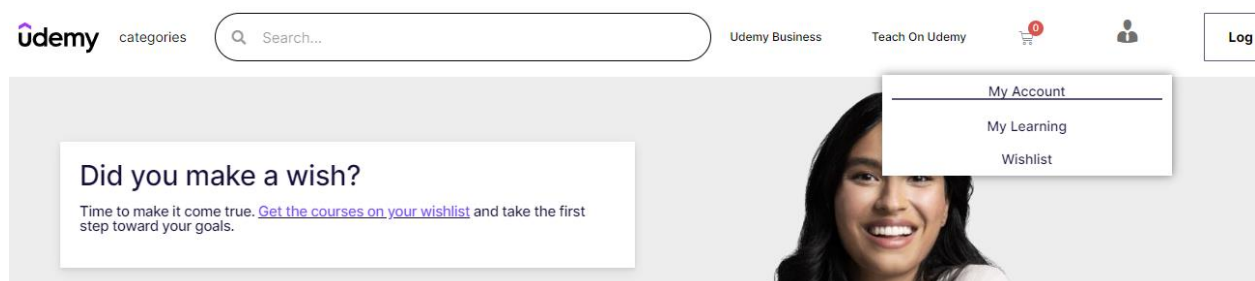 ûdemy categories Search... Udemy Business Teach On Udemy 0 Log
My Account
My Learning
Wishlist
Did you make a wish?
Time to make it come true. Get the courses on your wishlist and take the first
step toward your goals.